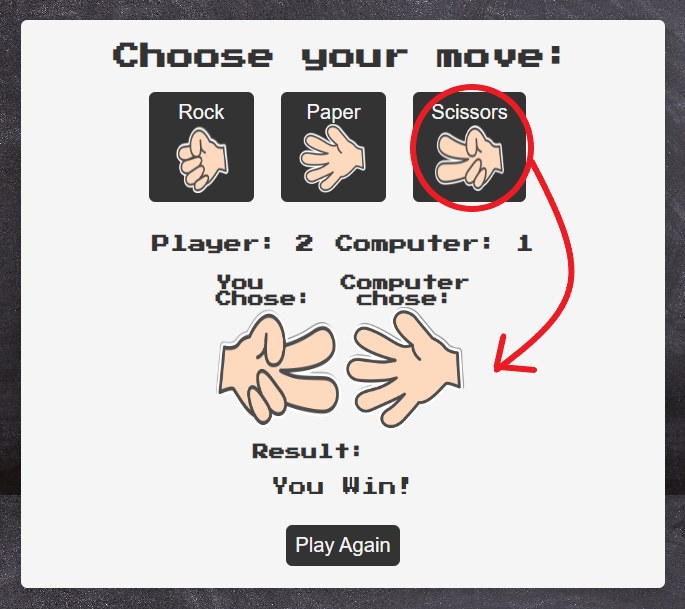 Choose your move:
Rock Paper Scissors
Player: 2 Computer: 1
You Chose: Computer chose:
Result:
You Win!
Play Again